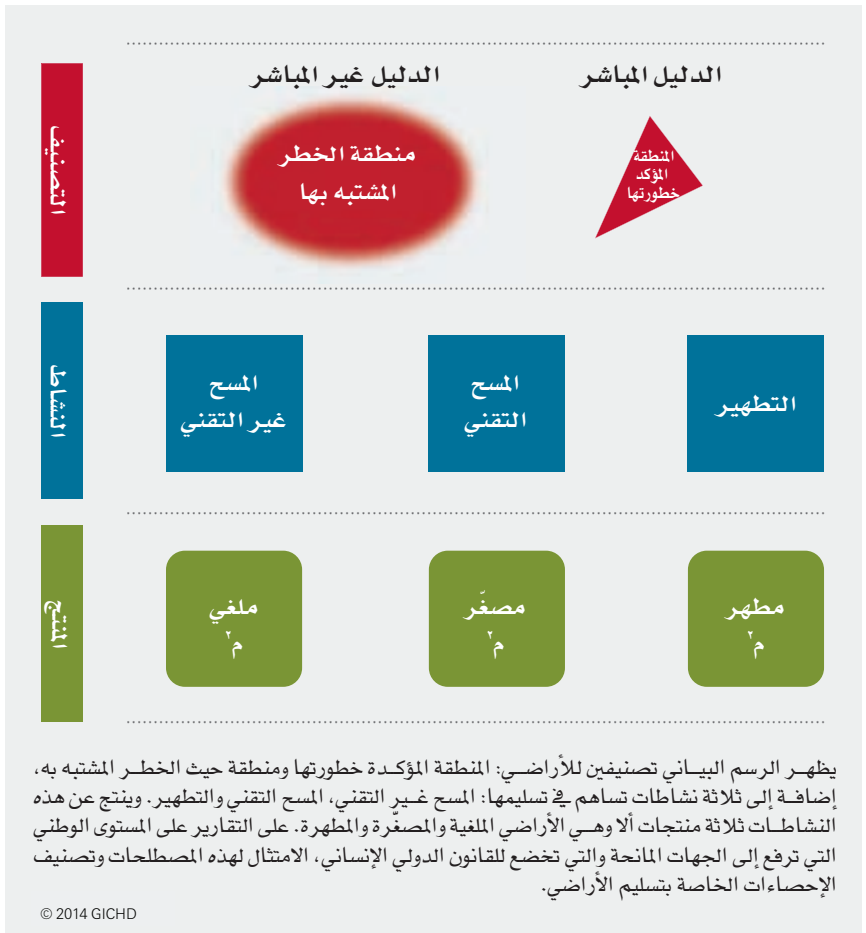 الدليل المباشر
الدليل غير المباشر
التصنيف
المنطقة
المؤكد
خطورتها
منطقة الخطر
المشتبه بها
النشاط
التطهير
المسح
التقني
المسح
غير التقني
المنتج
مطهر
م٢
مصغّر
م٢
ملغي
م٢
يظهر الرسم البياني تصنيفين للأراضي: المنطقة المؤكدة خطورتها ومنطقة حيث الخطر المشتبه به،
إضافة إلى ثلاثة نشاطات تساهم في تسليمها: المسح غير التقني، المسح التقني والتطهير. وينتج عن هذه
النشاطات ثلاثة منتجات ألا وهي الأراضي الملغية والمصغّرة والمطهرة. على التقارير على المستوى الوطني
التي ترفع إلى الجهات المانحة والتي تخضع للقانون الدولي الإنساني، الامتثال لهذه المصطلحات وتصنيف
الإحصاءات الخاصة بتسليم الأراضي.
© 2014 GICHD